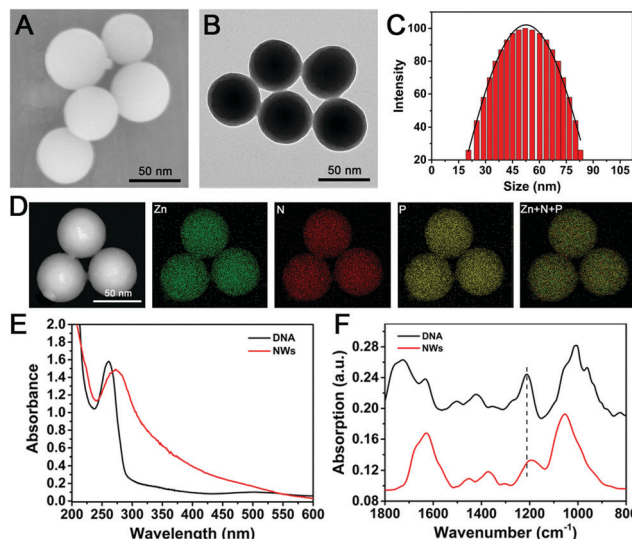 A
50 nm
B
50 nm
C
100
80
60
40
20
Intensity
0 15 30 45 60 75 90 105
Size (nm)
D
50 nm
Zn
N
P
Zn+N+P
E
2.0
1.8
1.6
1.4
1.2
1.0
0.8
0.6
0.4
0.2
0.0
Absorbance
DNA
NWs
200 250 300 350 400 450 500 550 600
Wavelength (nm)
F
0.32
0.28
0.24
0.20
0.16
0.12
0.08
Absorption (a.u.)
DNA
NWs
1800 1600 1400 1200 1000 800
Wavenumber (cm⁻¹)